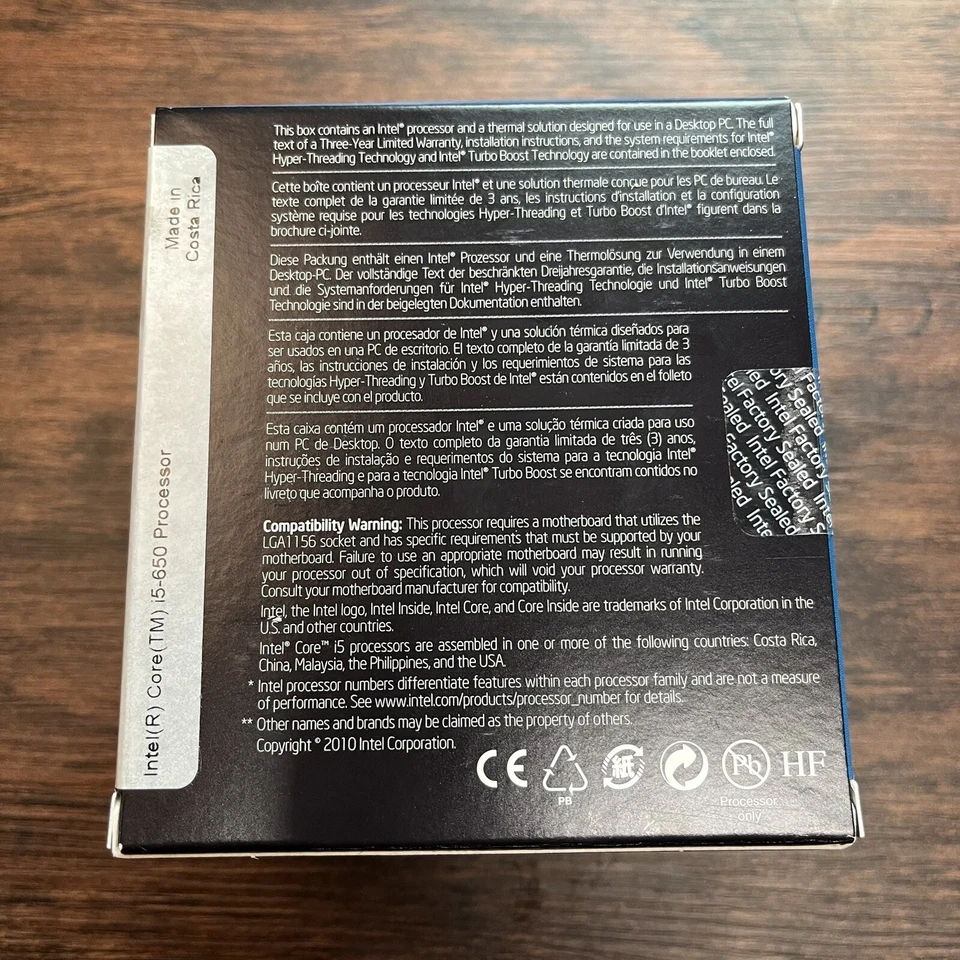 This box contains an Intel® processor and a thermal solution designed for use in a Desktop PC. The full
text of a Three-Year Limited Warranty, installation instructions, and the system requirements for Intel®
Hyper-Threading Technology and Intel® Turbo Boost Technology are contained in the booklet enclosed.
Cette boîte contient un processeur Intel® et une solution thermale conçue pour les PC de bureau. Le
texte complet de la garantie limitée de 3 ans, les instructions d'installation et la configuration
système requise pour les technologies Hyper-Threading et Turbo Boost d'Intel® figurent dans la
brochure ci-jointe.
Diese Packung enthält einen Intel® Prozessor und eine Thermolösung zur Verwendung in einem
Desktop-PC. Der vollständige Text der beschränkten Dreijahresgarantie, die Installationsanweisungen
und die Systemanforderungen für Intel® Hyper-Threading Technologie und Intel® Turbo Boost
Technologie sind in der beigelegten Dokumentation enthalten.
Esta caja contiene un procesador de Intel® y una solución térmica diseñados para
ser usados en una PC de escritorio. El texto completo de la garantía limitada de 3
años, las instrucciones de instalación y los requerimientos de sistema para las
tecnologías Hyper-Threading y Turbo Boost de Intel® están contenidos en el folleto
que se incluye con el producto.
Esta caixa contém um processador Intel® e uma solução térmica criada para uso
num PC de Desktop. O texto completo da garantia limitada de três (3) anos,
instruções de instalação e requerimentos do sistema para a tecnologia Intel®
Hyper-Threading e para a tecnologia Intel® Turbo Boost se encontram contidos no
livreto que acompanha o produto.
Compatibility Warning: This processor requires a motherboard that utilizes the
LGA1156 socket and has specific requirements that must be supported by your
motherboard. Failure to use an appropriate motherboard may result in running
your processor out of specification, which will void your processor warranty.
Consult your motherboard manufacturer for compatibility.
Intel, the Intel logo, Intel Inside, Intel Core, and Core Inside are trademarks of Intel Corporation in the
U.S. and other countries.
Intel® Core™ i5 processors are assembled in one or more of the following countries: Costa Rica,
China, Malaysia, the Philippines, and the USA.
* Intel processor numbers differentiate features within each processor family and are not a measure
of performance. See www.intel.com/products/processor_number for details.
** Other names and brands may be claimed as the property of others.
Copyright © 2010 Intel Corporation.
CE
PB
紙
Pb
HF
Processor
only
Made in
Costa Rica
Intel(R) Core(TM) i5-650 Processor
Intel Factory Sealed